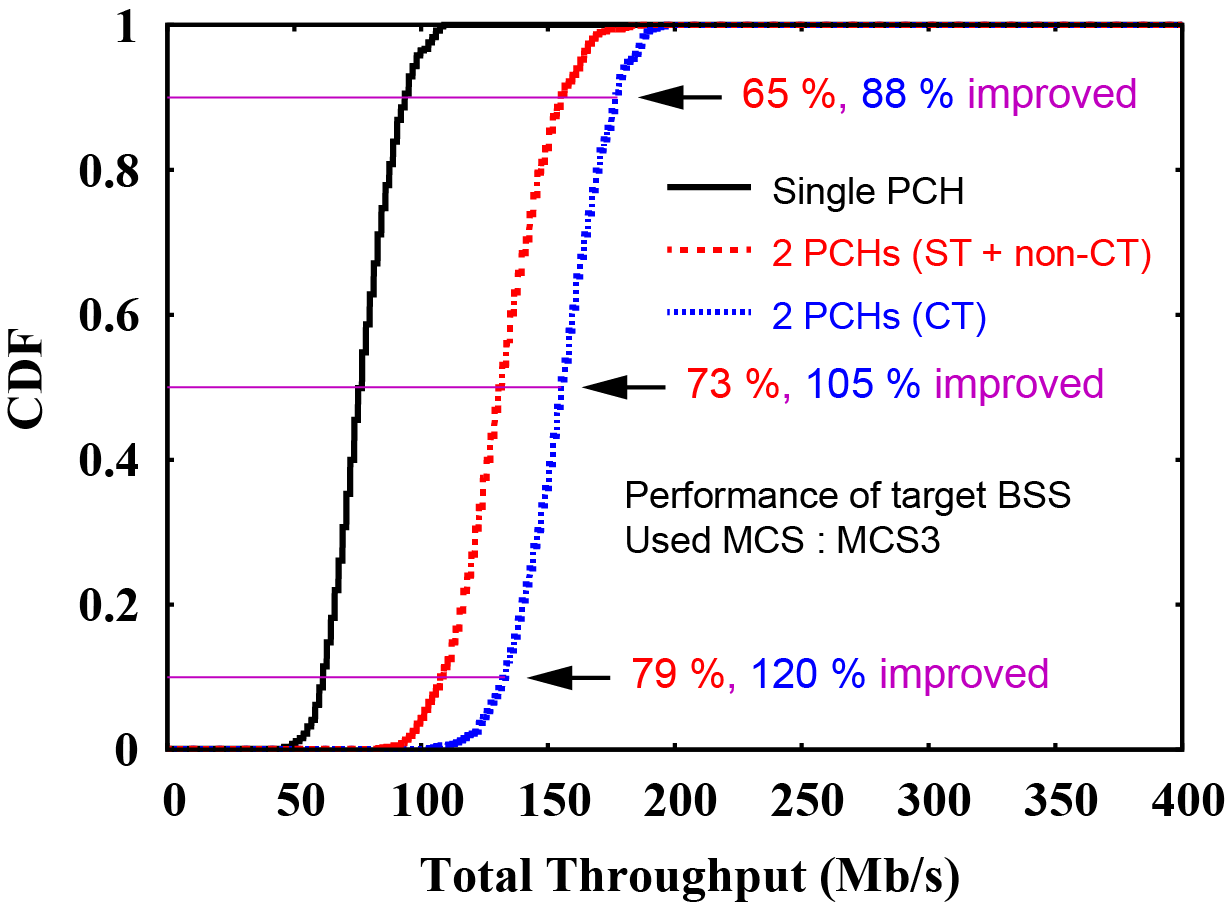 1
65 %, 88 % improved
0.8
Single PCH
2 PCHs (ST + non-CT)
0.6
2 PCHs (CT)
CDF
73 %, 105 % improved
0.4
Performance of target BSS
Used MCS : MCS3
0.2
79 %, 120 % improved
0
0 50 100 150 200 250 300 350 400
Total Throughput (Mb/s)